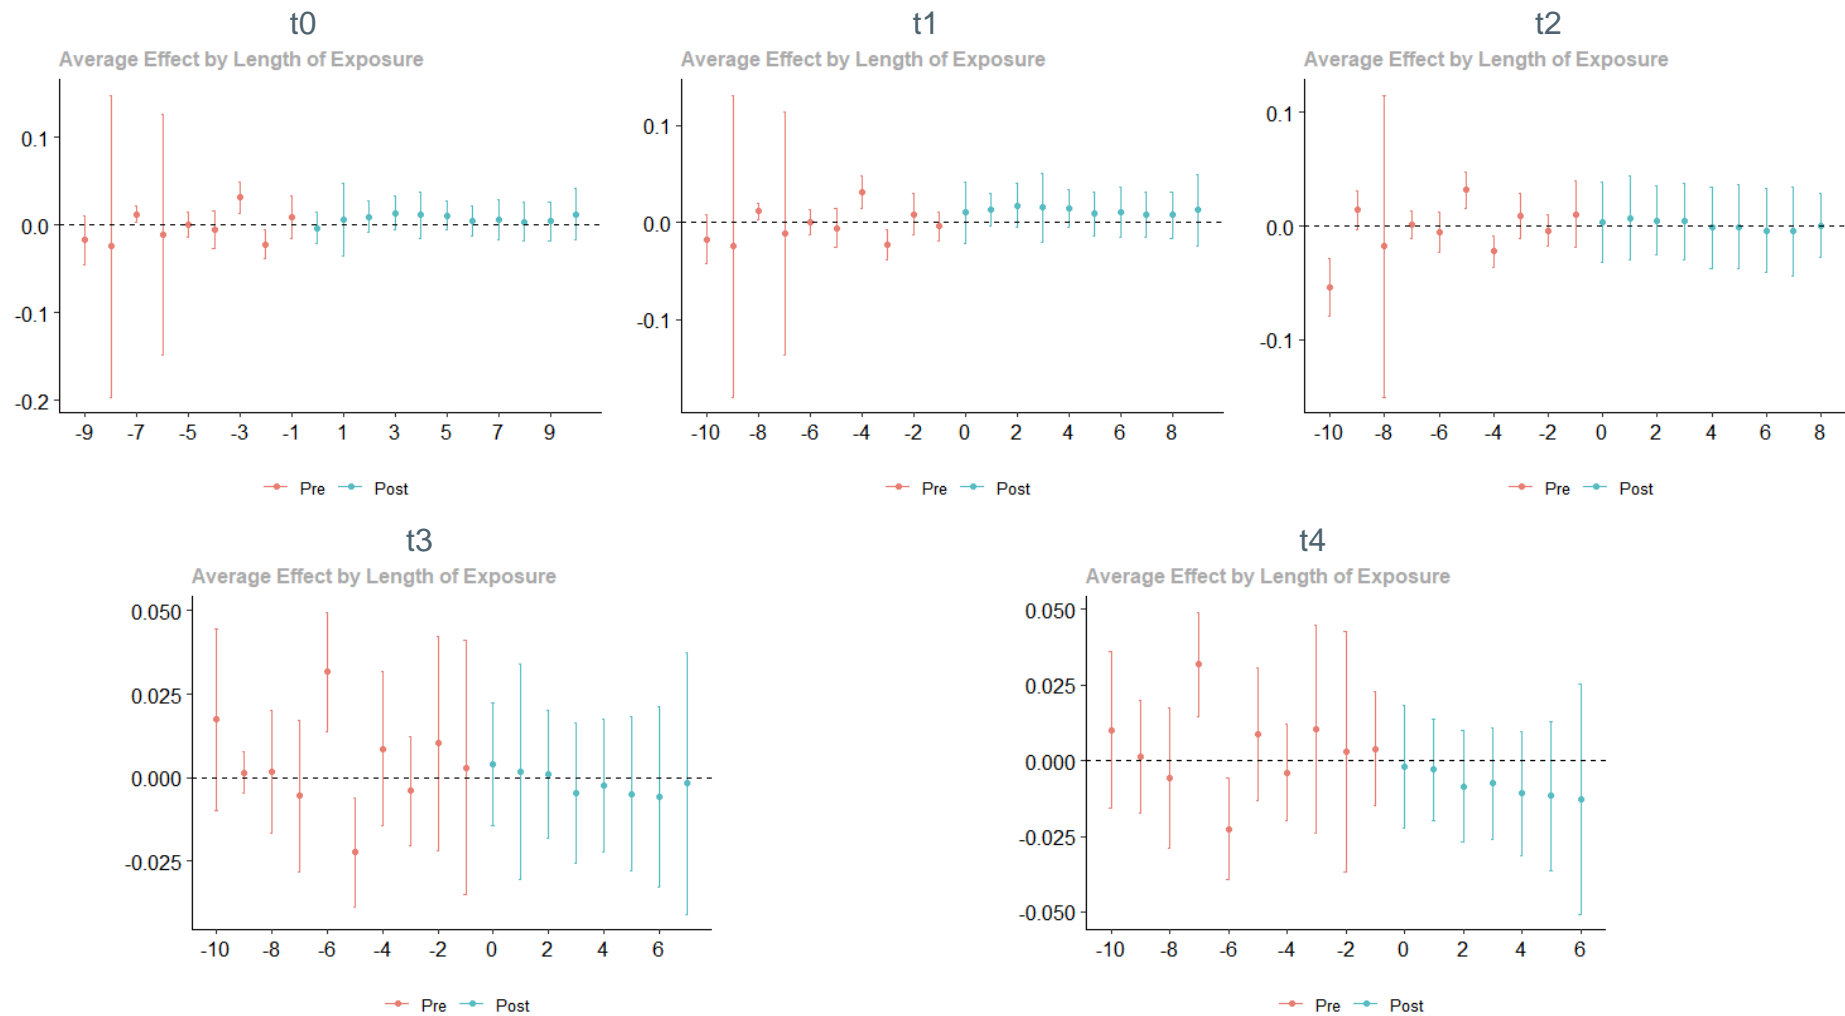 t0
Average Effect by Length of Exposure
0.1
0.0
-0.1
-0.2
-9 -7 -5 -3 -1 1 3 5 7 9
Pre Post
t1
Average Effect by Length of Exposure
0.1
0.0
-0.1
-10 -8 -6 -4 -2 0 2 4 6 8
Pre Post
t2
Average Effect by Length of Exposure
0.1
0.0
-0.1
-10 -8 -6 -4 -2 0 2 4 6 8
Pre Post
t3
Average Effect by Length of Exposure
0.050
0.025
0.000
-0.025
-10 -8 -6 -4 -2 0 2 4 6
Pre Post
t4
Average Effect by Length of Exposure
0.050
0.025
0.000
-0.025
-0.050
-10 -8 -6 -4 -2 0 2 4 6
Pre Post